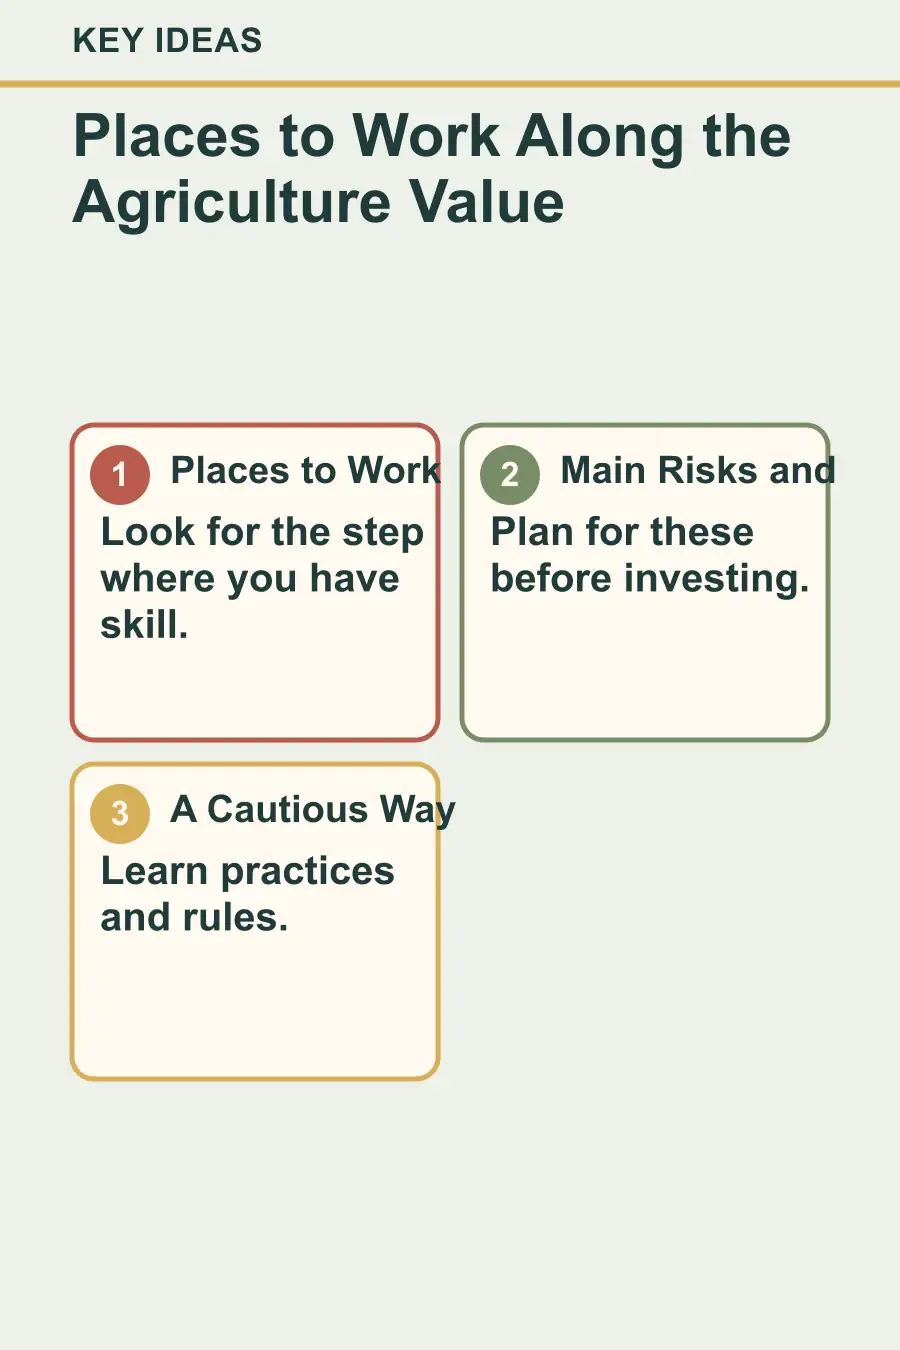 KEY IDEAS
Places to Work Along the
Agriculture Value
1 Places to Work
Look for the step
where you have
skill.
2 Main Risks and
Plan for these
before investing.
3 A Cautious Way
Learn practices
and rules.